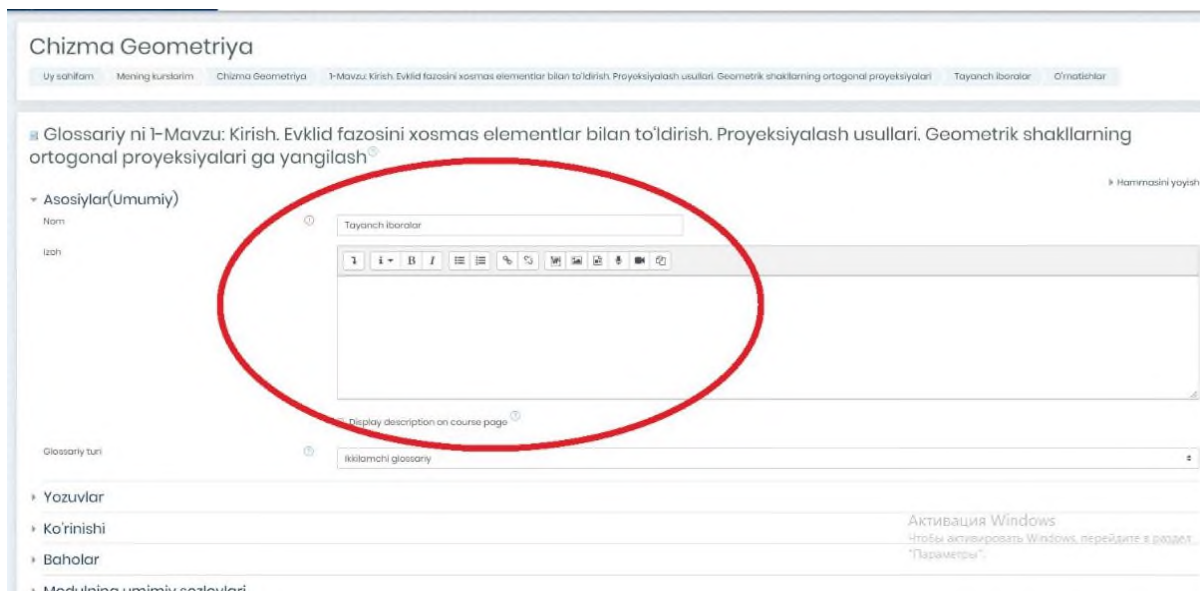 Chizma Geometriya
Uy sahifam Mening kurslarim Chizma Geometriya 1-Mavzu: Kirish. Evklid fazosini xosmas elementlar bilan to'ldirish. Proyeksiyalash usullari. Geometrik shakllarning ortogonal proyeksiyalari Tayanch iboralar O'rnatishlar
Glossariy ni 1-Mavzu: Kirish. Evklid fazosini xosmas elementlar bilan to'ldirish. Proyeksiyalash usullari. Geometrik shakllarning
ortogonal proyeksiyalari ga yangilash
Hammasini yoyish
Asosiylar(Umumiy)
Nom
Tayanch iboralar
Izoh
B I
Display description on course page
Glossariy turi
Ikkilamchi glossariy
Yozuvlar
Ko'rinishi
Baholar
Активация Windows
Чтобы активировать Windows, перейдите в раздел
"Параметры".
Modulning umimiy sozlovlari